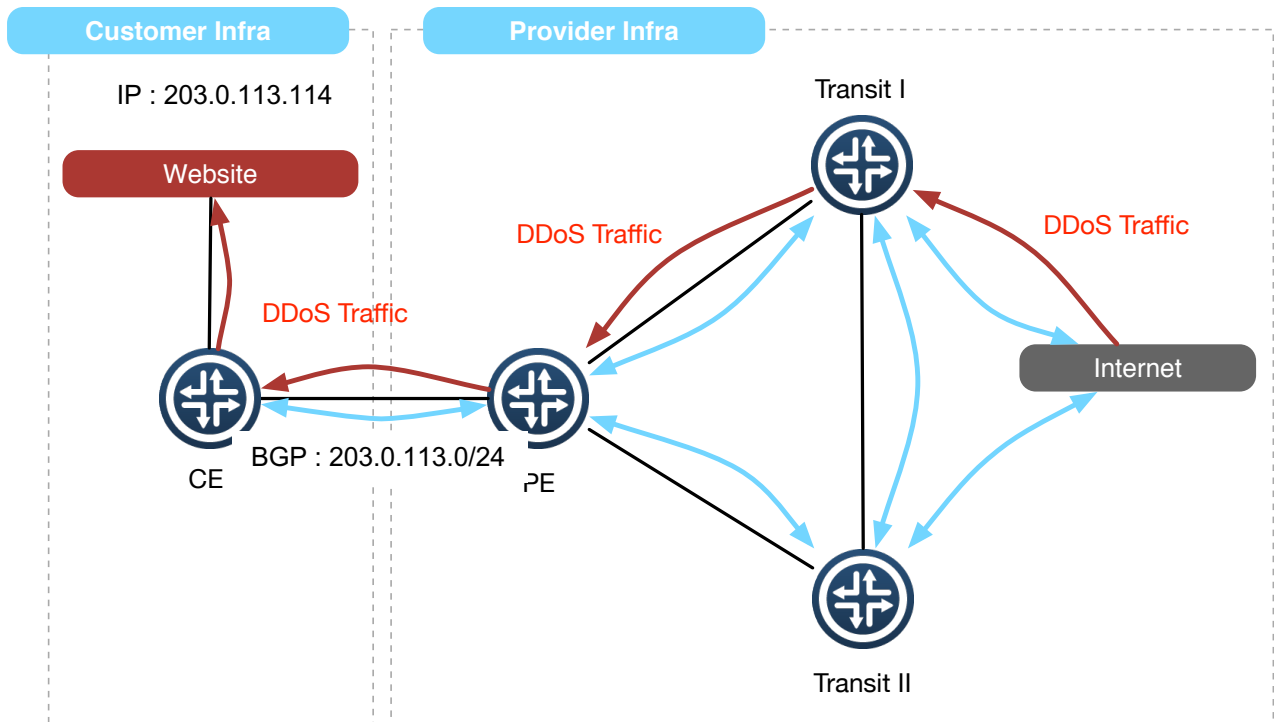 Customer Infra
Provider Infra
IP : 203.0.113.114
Transit I
Website
DDoS Traffic
DDoS Traffic
DDoS Traffic
Internet
BGP : 203.0.113.0/24
CE
PE
Transit II